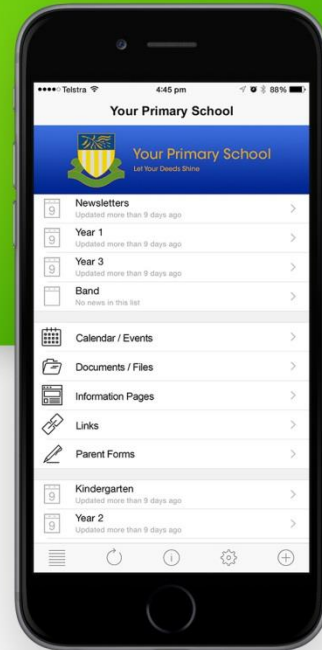 Telstra 4:45 pm 88%
Your Primary School
Your Primary School
Let Your Deeds Shine
9 Newsletters
Updated more than 9 days ago
9 Year 1
Updated more than 9 days ago
9 Year 3
Updated more than 9 days ago
Band
No news in this list
Calendar / Events
Documents / Files
Information Pages
Links
Parent Forms
9 Kindergarten
Updated more than 9 days ago
9 Year 2
Updated more than 9 days ago